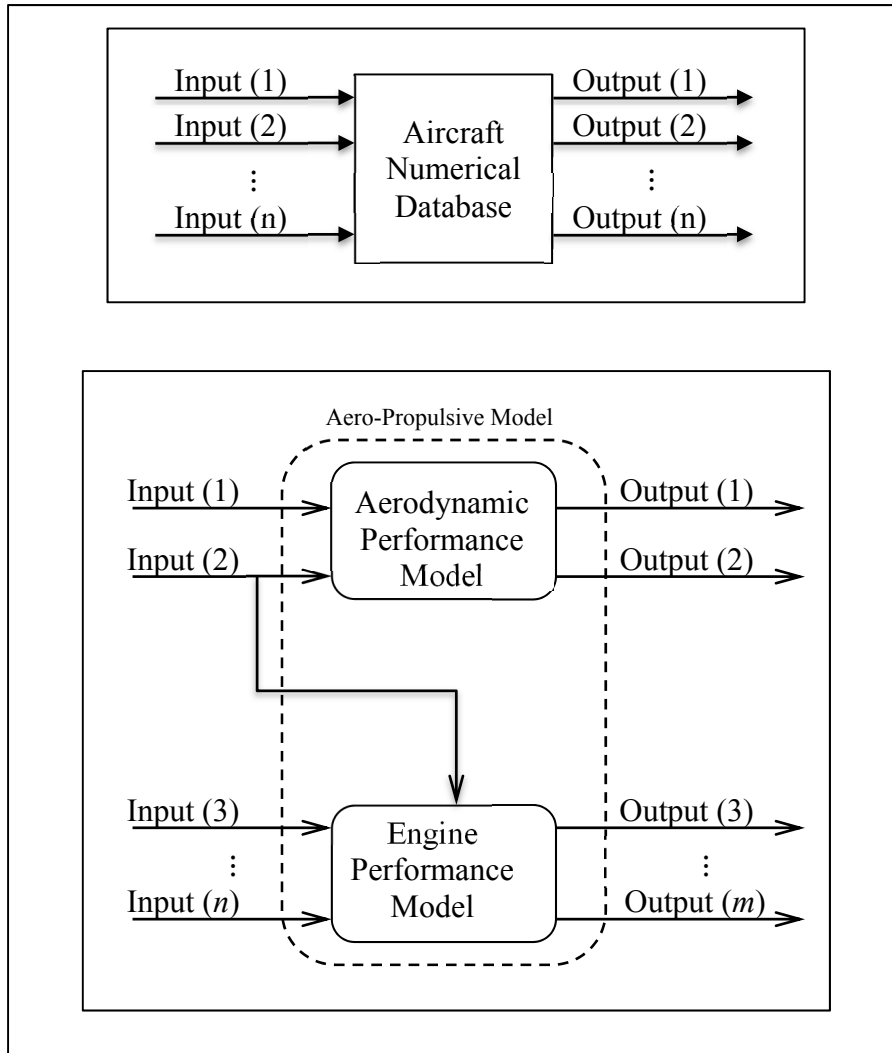 Input (1)
Output (1)
Input (2)
Output (2)
Aircraft
Numerical
Database
⋮
⋮
Input (n)
Output (n)
Aero-Propulsive Model
Input (1)
Output (1)
Aerodynamic
Performance
Model
Input (2)
Output (2)
Input (3)
Output (3)
Engine
Performance
Model
⋮
⋮
Input (n)
Output (m)